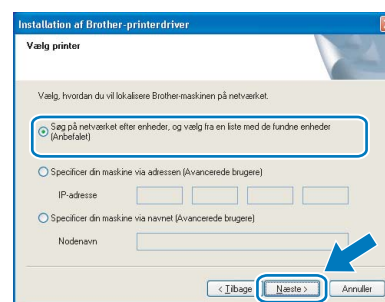 Installation af Brother-printerdriver
Vælg printer
Vælg, hvordan du vil lokalisere Brother-maskinen på netværket.
Søg på netværket efter enheder, og vælg fra en liste med de fundne enheder
(Anbefalet)
Specificer din maskine via adressen (Avancerede brugere)
IP-adresse
Specificer din maskine via navnet (Avancerede brugere)
Nodenavn
< Tilbage Næste > Annuller